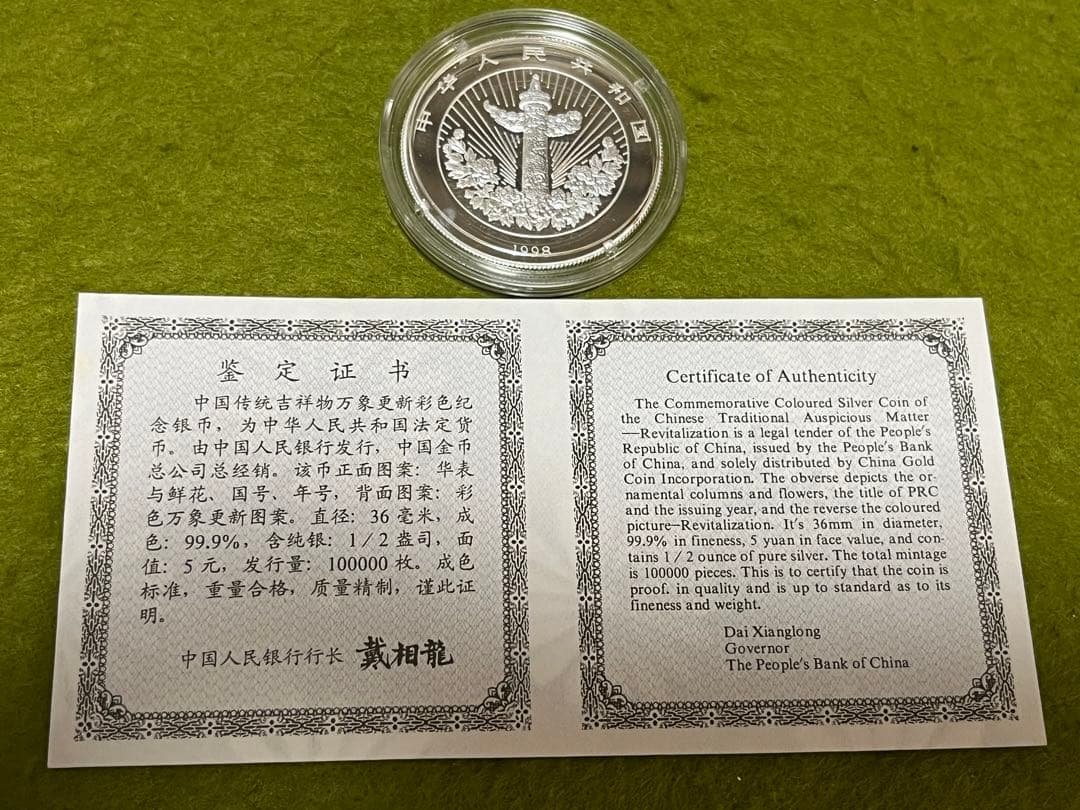 中华人民共和国
1998
鉴定证书
中国传统吉祥物万象更新彩色纪
念银币，为中华人民共和国法定货
币。由中国人民银行发行，中国金币
总公司总经销。该币正面图案：华表
与鲜花、国号、年号，背面图案：彩
色万象更新图案。直径：36毫米，成
色：99.9%，含纯银：1/2盎司，面
值：5元，发行量：100000枚。成色
标准，重量合格，质量精制，谨此证
明。
中国人民银行行长 戴相龍
Certificate of Authenticity
The Commemorative Coloured Silver Coin of
the Chinese Traditional Auspicious Matter
—Revitalization is a legal tender of the People's
Republic of China, issued by the People's Bank
of China, and solely distributed by China Gold
Coin Incorporation. The obverse depicts the or-
namental columns and flowers, the title of PRC
and the issuing year, and the reverse the coloured
picture—Revitalization. It's 36mm in diameter,
99.9% in fineness, 5 yuan in face value, and con-
tains 1/2 ounce of pure silver. The total mintage
is 100000 pieces. This is to certify that the coin is
proof. in quality and is up to standard as to its
fineness and weight.
Dai Xianglong
Governor
The People's Bank of China